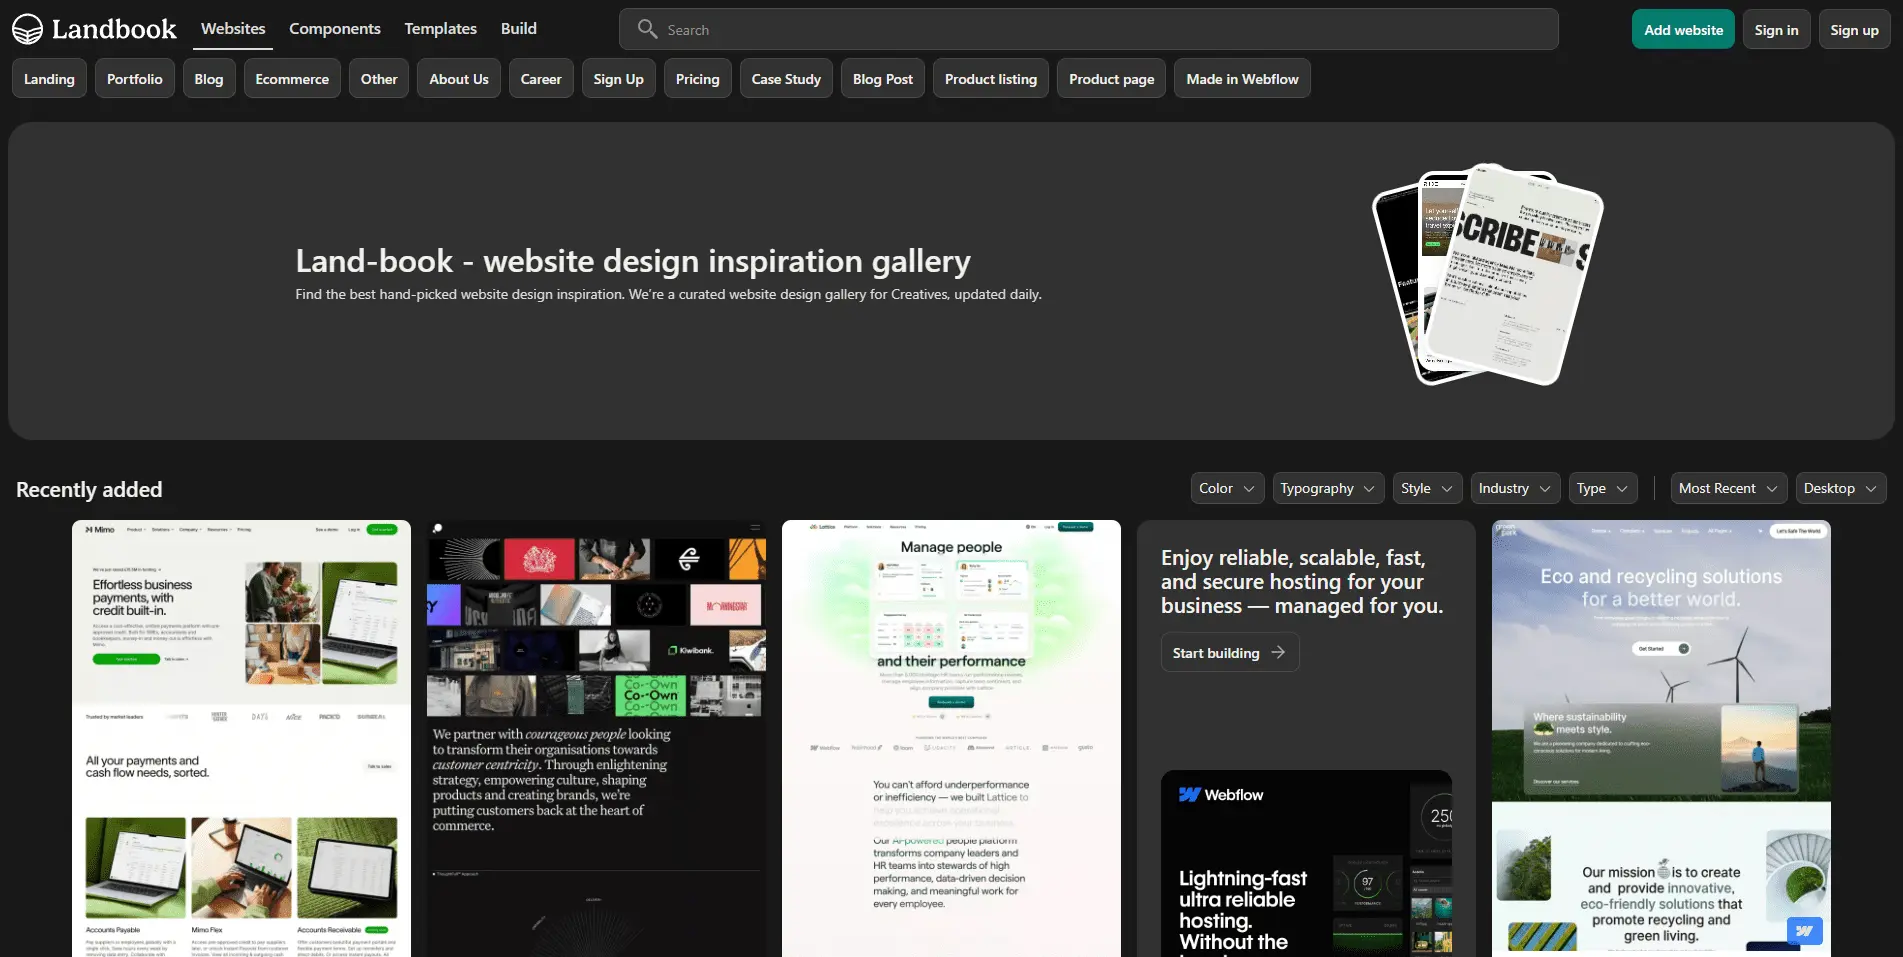 Landbook
Websites
Components
Templates
Build
Search
Add website
Sign in
Sign up
Landing
Portfolio
Blog
Ecommerce
Other
About Us
Career
Sign Up
Pricing
Case Study
Blog Post
Product listing
Product page
Made in Webflow
Land-book - website design inspiration gallery
Find the best hand-picked website design inspiration. We're a curated website design gallery for Creatives, updated daily.
SCRIBE
Recently added
Color
Typography
Style
Industry
Type
Most Recent
Desktop
Mimo
Effortless business
payments, with
credit built-in.
Trusted by market leaders
All your payments and
cash flow needs, sorted.
Talk to sales
Accounts Payable
Mimo Flex
Accounts Receivable
Kiwibank.
Co-Own
Co-Own
Co-Own
We partner with courageous people looking
to transform their organisations towards
customer centricity. Through enlightening
strategy, empowering culture, shaping
products and creating brands, we're
putting customers back at the heart of
commerce.
Lattice
Manage people
and their performance
Webflow
You can't afford underperformance
or inefficiency — we built Lattice to
Our AI-powered people platform
transforms company leaders and
HR teams into stewards of high
performance, data-driven decision
making, and meaningful work for
every employee.
Enjoy reliable, scalable, fast,
and secure hosting for your
business — managed for you.
Start building
Webflow
250
97
Lightning-fast
ultra reliable
hosting.
Without the
Let's Safe The World
Eco and recycling solutions
for a better world.
Get Started
Where sustainability
meets style.
Discover our services
Our mission is to create
and provide innovative,
eco-friendly solutions that
promote recycling and
green living.